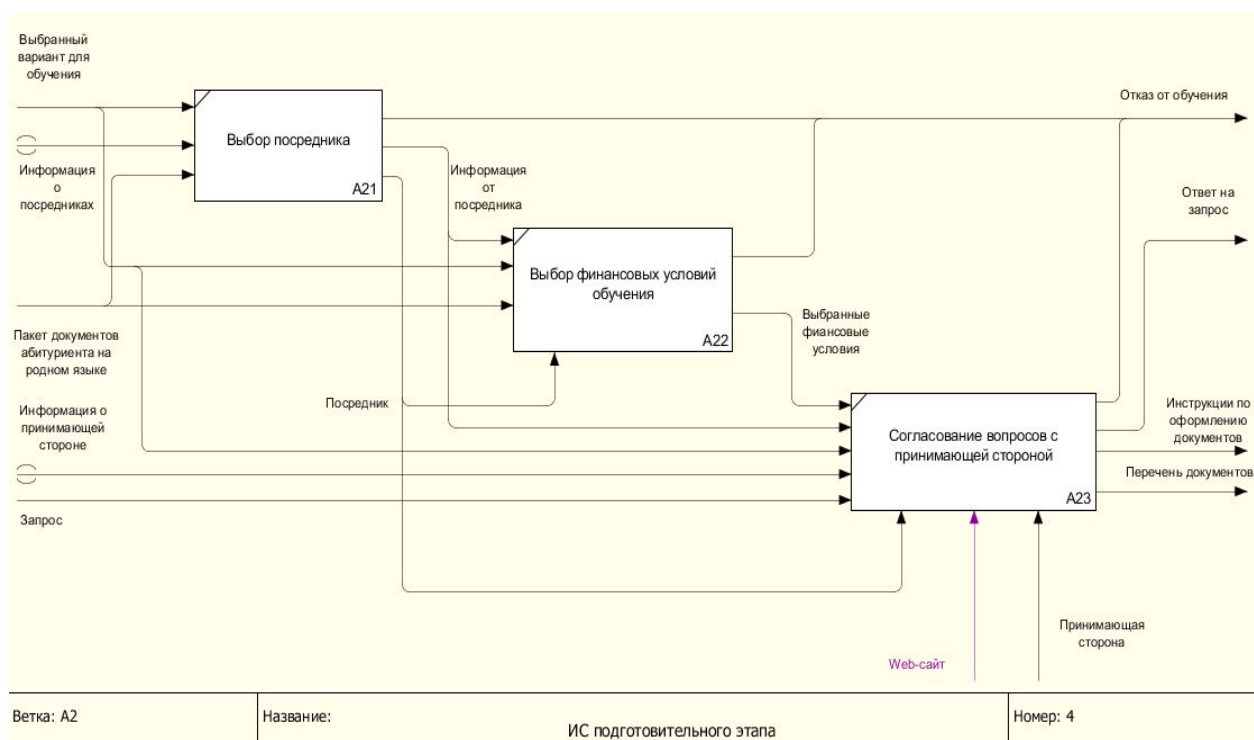 Выбранный
вариант для
обучения
Отказ от обучения
Выбор посредника
A21
Информация
о
посредниках
Информация
от
посредника
Ответ на
запрос
Выбор финансовых условий
обучения
A22
Пакет документов
абитуриента на
родном языке
Выбранные
фиансовые
условия
Посредник
Информация о
принимающей
стороне
Инструкции по
оформлению
документов
Согласование вопросов с
принимающей стороной
A23
Перечень документов
Запрос
Принимающая
сторона
Web-сайт
Ветка: A2
Название:
ИС подготовительного этапа
Номер: 4